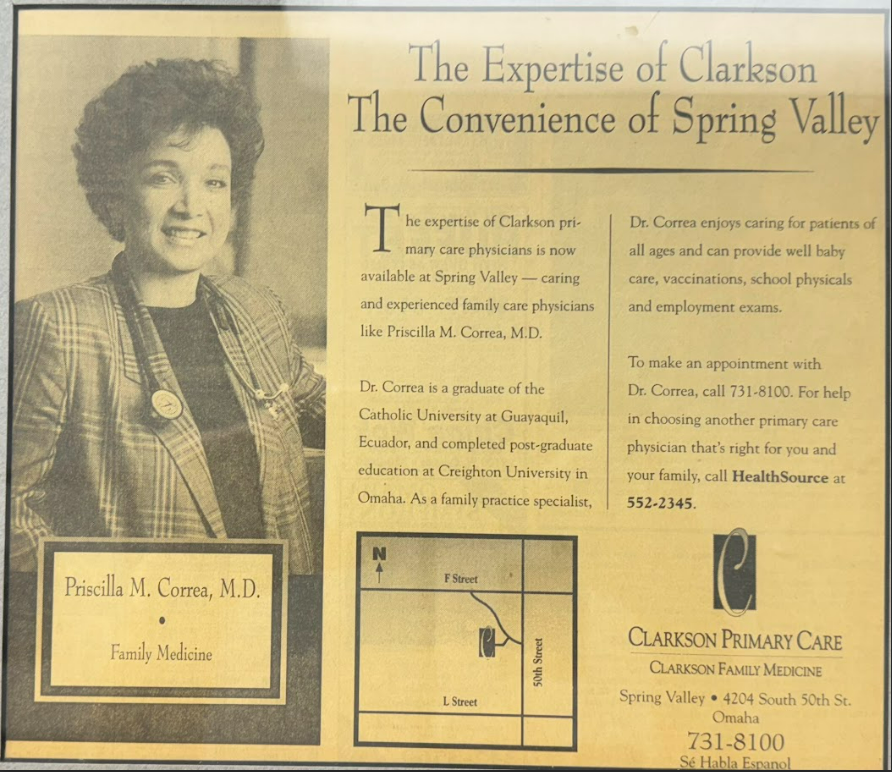 The Expertise of Clarkson
The Convenience of Spring Valley
The expertise of Clarkson pri-
mary care physicians is now
available at Spring Valley — caring
and experienced family care physicians
like Priscilla M. Correa, M.D.
Dr. Correa is a graduate of the
Catholic University at Guayaquil,
Ecuador, and completed post-graduate
education at Creighton University in
Omaha. As a family practice specialist,
Dr. Correa enjoys caring for patients of
all ages and can provide well baby
care, vaccinations, school physicals
and employment exams.
To make an appointment with
Dr. Correa, call 731-8100. For help
in choosing another primary care
physician that's right for you and
your family, call HealthSource at
552-2345.
Priscilla M. Correa, M.D.
•
Family Medicine
N
F Street
C
50th Street
L Street
C
CLARKSON PRIMARY CARE
CLARKSON FAMILY MEDICINE
Spring Valley • 4204 South 50th St.
Omaha
731-8100
Sé Habla Espanol